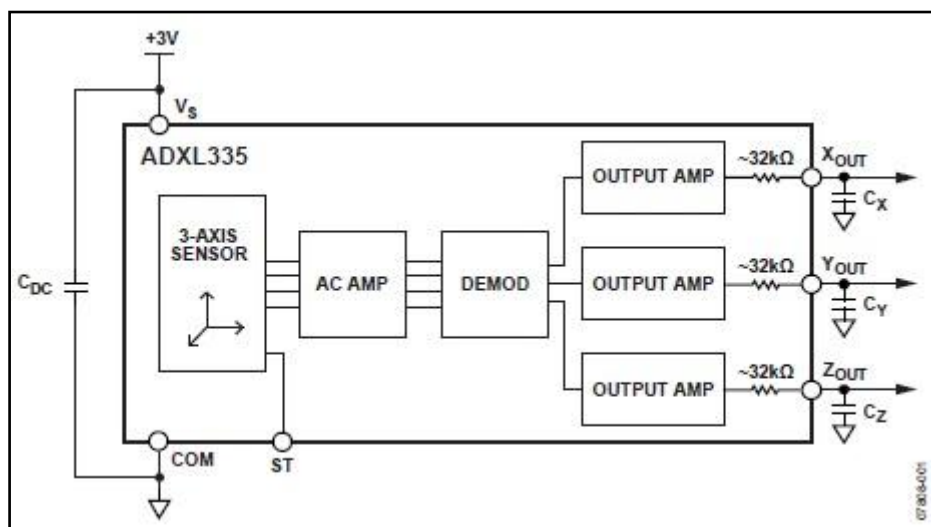 +3V
VS
ADXL335
3-AXIS
SENSOR
AC AMP
DEMOD
OUTPUT AMP
~32kΩ
XOUT
CX
OUTPUT AMP
~32kΩ
YOUT
CY
OUTPUT AMP
~32kΩ
ZOUT
CZ
CDC
COM
ST
07808-001